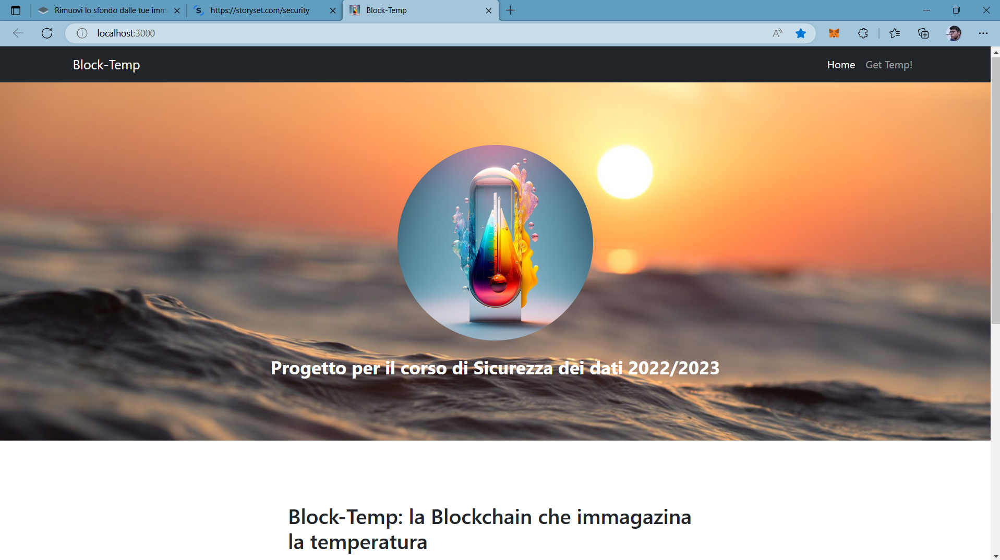 Rimuovi lo sfondo dalle tue imm
https://storyset.com/security
Block-Temp
localhost:3000
Block-Temp
Home
Get Temp!
Progetto per il corso di Sicurezza dei dati 2022/2023
Block-Temp: la Blockchain che immagazina
la temperatura